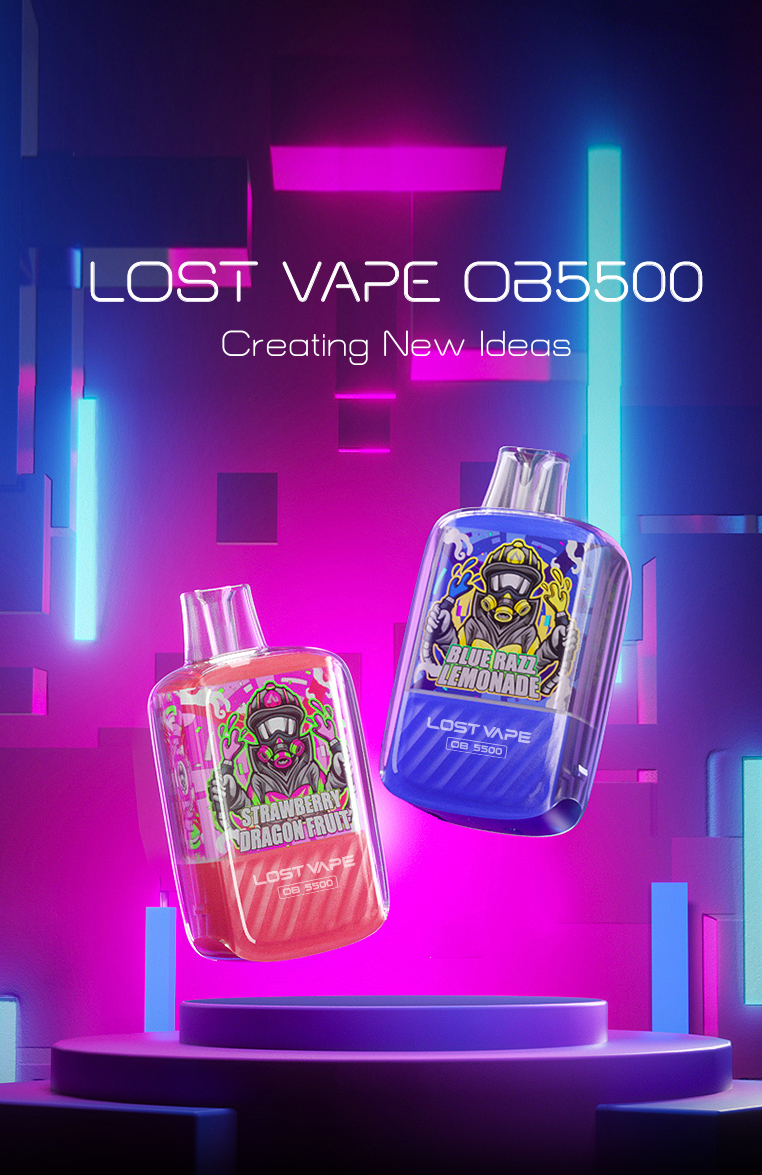 LOST VAPE OB5500
Creating New Ideas
BLUE RAZZ
LEMONADE
LOST VAPE
OB 5500
STRAWBERRY
DRAGON FRUIT
LOST VAPE
OB 5500